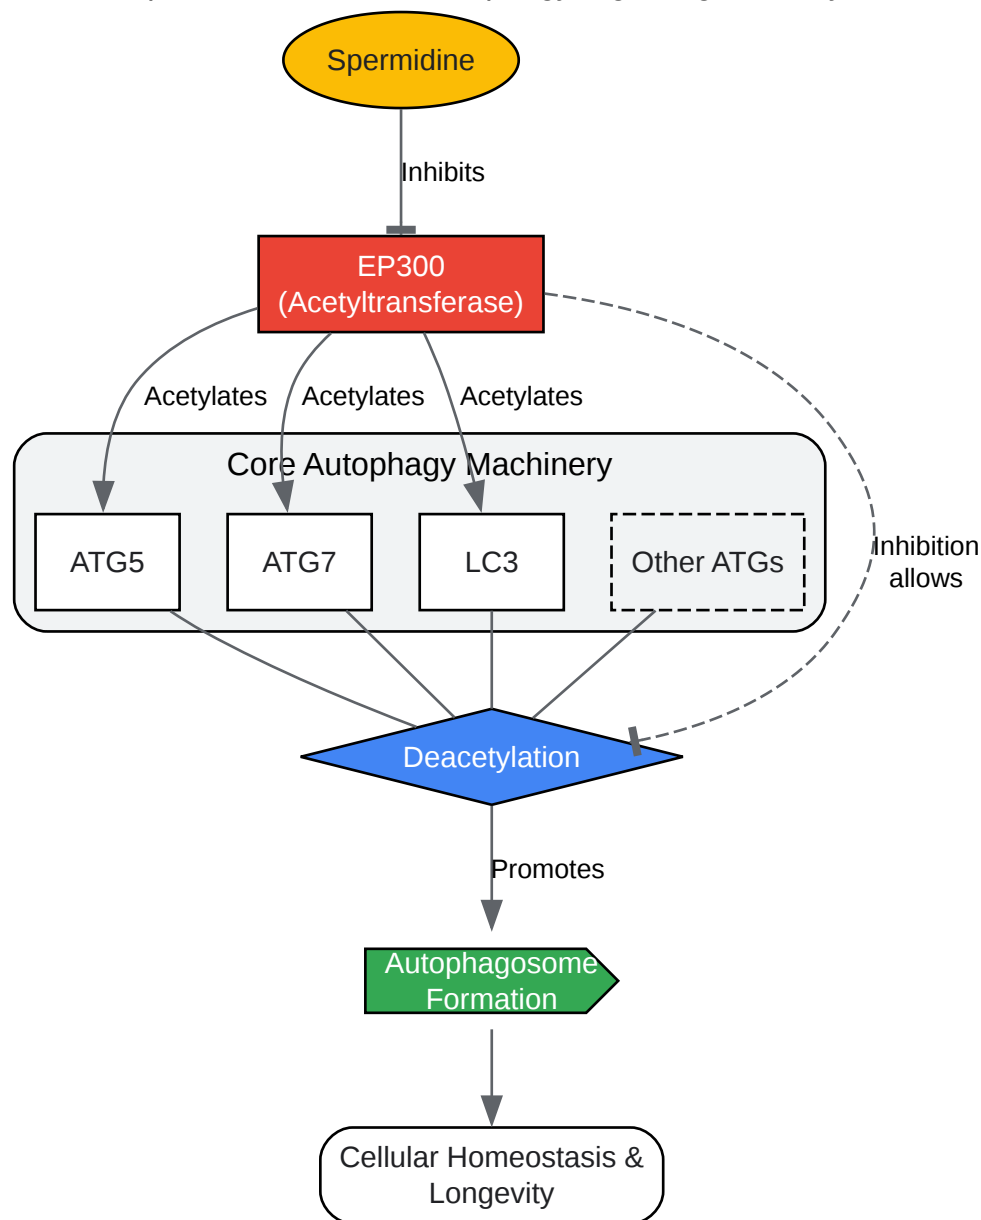 Spermidine
Inhibits
EP300
(Acetyltransferase)
Acetylates
Acetylates
Acetylates
Core Autophagy Machinery
ATG5
ATG7
LC3
Other ATGs
Inhibition
allows
Deacetylation
Promotes
Autophagosome
Formation
Cellular Homeostasis &
Longevity